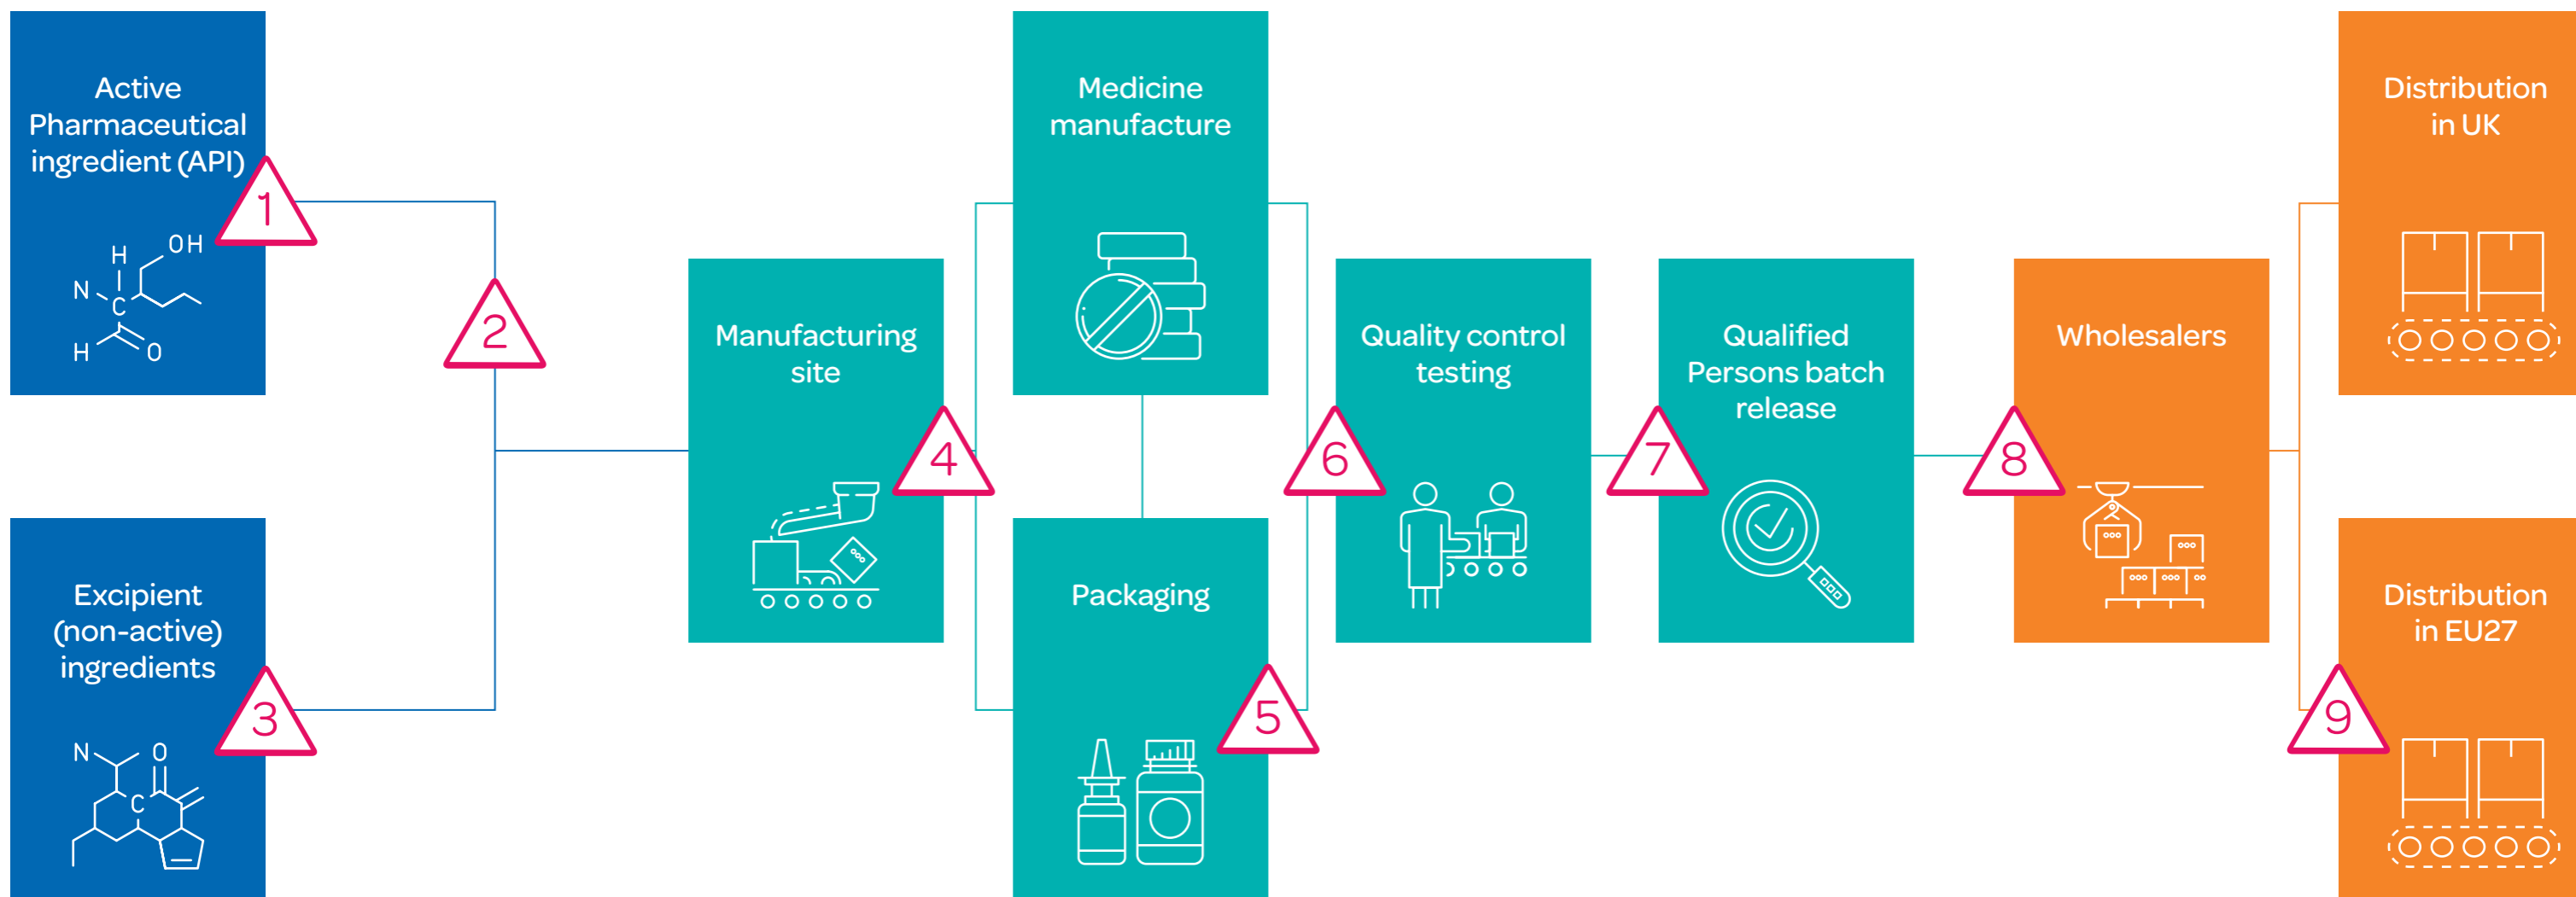 Active
Pharmaceutical
ingredient (API)
1
H
OH
N
C
H
O
2
Excipient
(non-active)
ingredients
3
N
O
C
Manufacturing
site
4
Medicine
manufacture
Packaging
5
6
Quality control
testing
7
Qualified
Persons batch
release
8
Wholesalers
Distribution
in UK
Distribution
in EU27
9